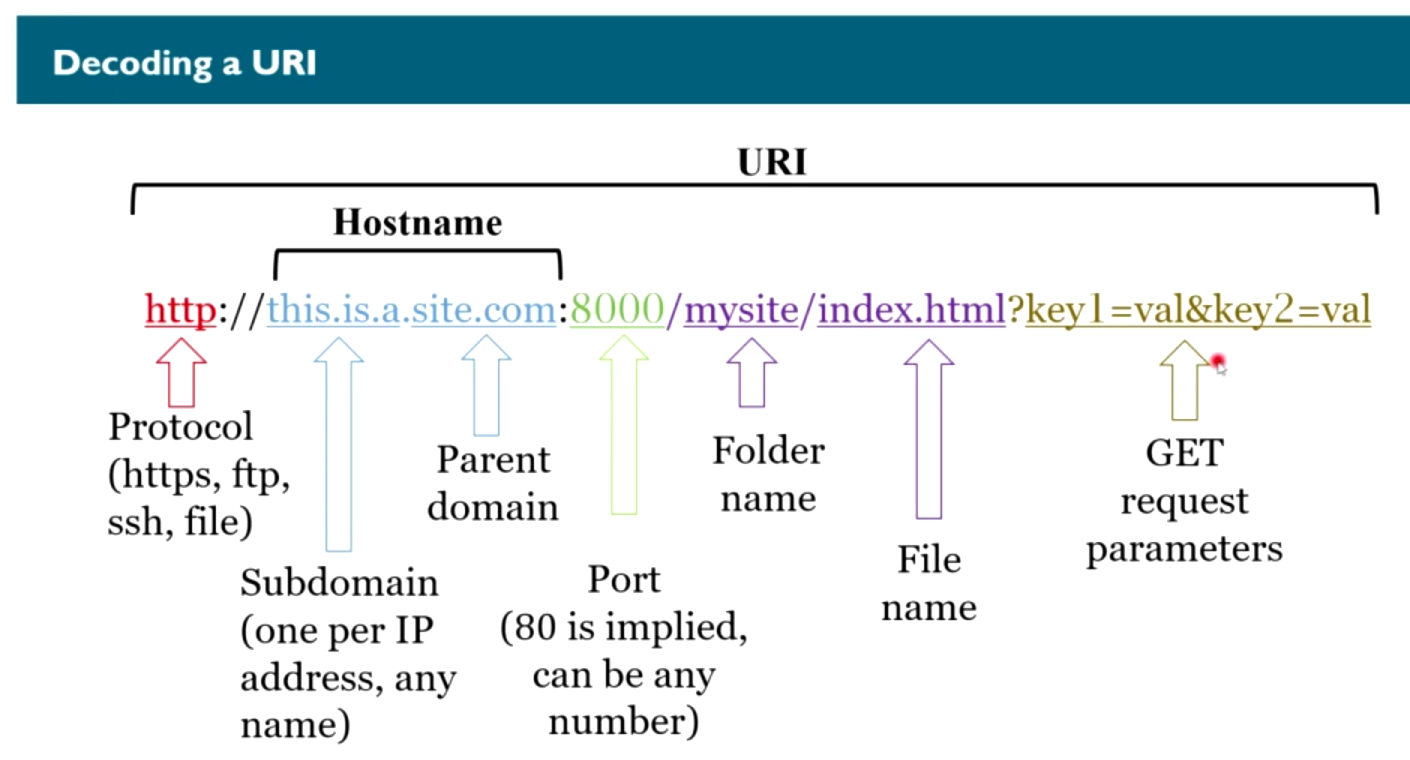 Decoding a URI
URI
Hostname
http://this.is.a.site.com:8000/mysite/index.html?key1=val&key2=val
Protocol
(https, ftp,
ssh, file)
Subdomain
(one per IP
address, any
name)
Parent
domain
Port
(80 is implied,
can be any
number)
Folder
name
File
name
GET
request
parameters